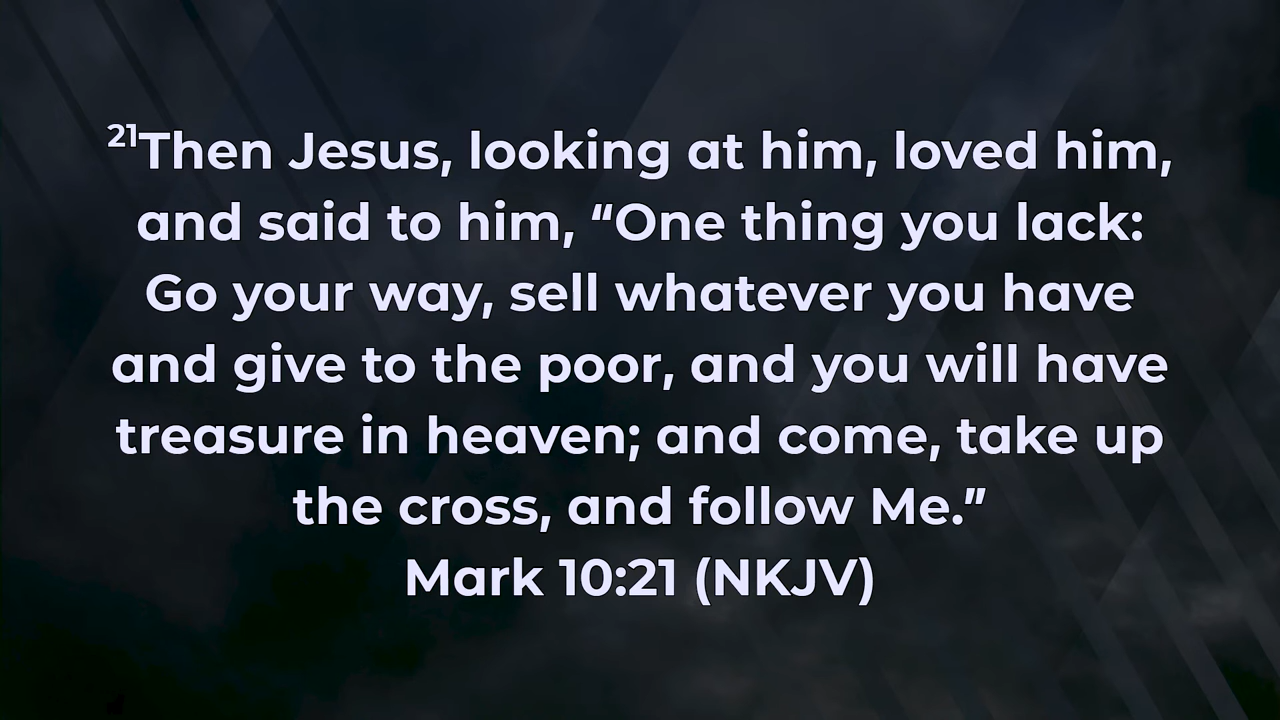 21Then Jesus, looking at him, loved him,
and said to him, “One thing you lack:
Go your way, sell whatever you have
and give to the poor, and you will have
treasure in heaven; and come, take up
the cross, and follow Me.”
Mark 10:21 (NKJV)